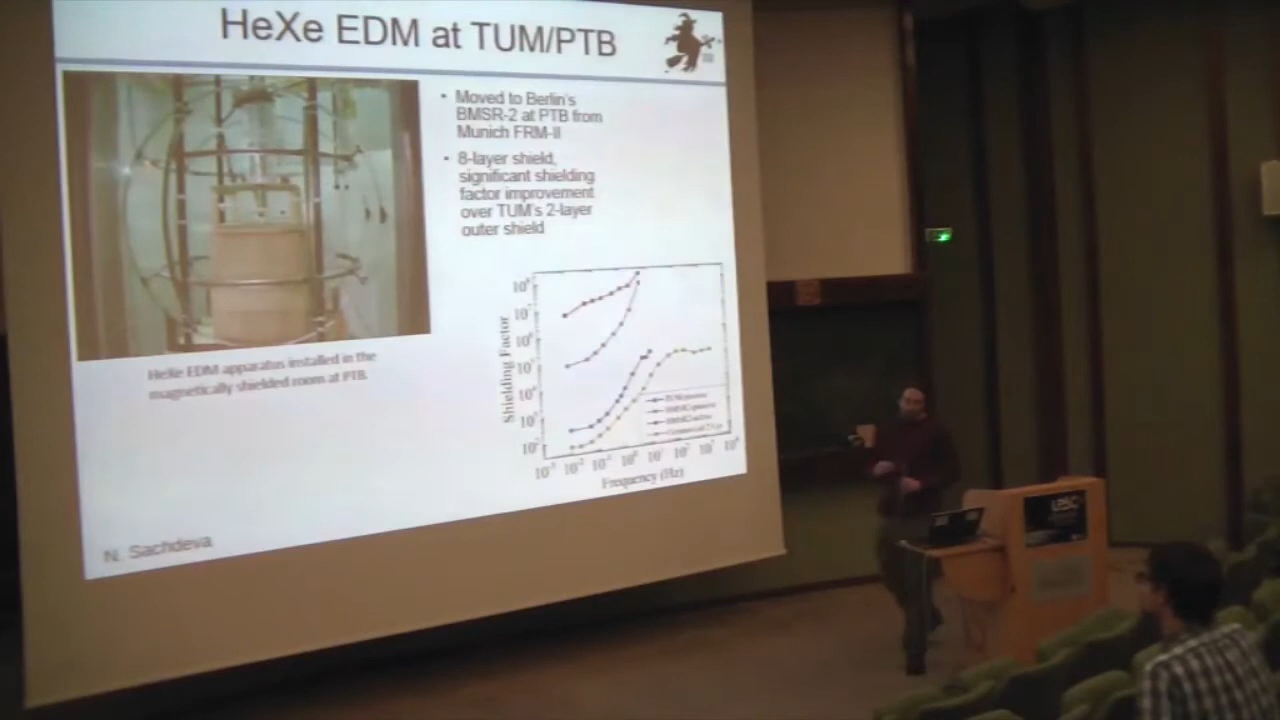 HeXe EDM at TUM/PTB
• Moved to Berlin's
BMSR-2 at PTB from
Munich FRM-II
• 8-layer shield,
significant shielding
factor improvement
over TUM's 2-layer
outer shield
HeXe EDM apparatus installed in the
magnetically shielded room at PTB.
Shielding Factor
Frequency (Hz)
N. Sachdeva
LPSC